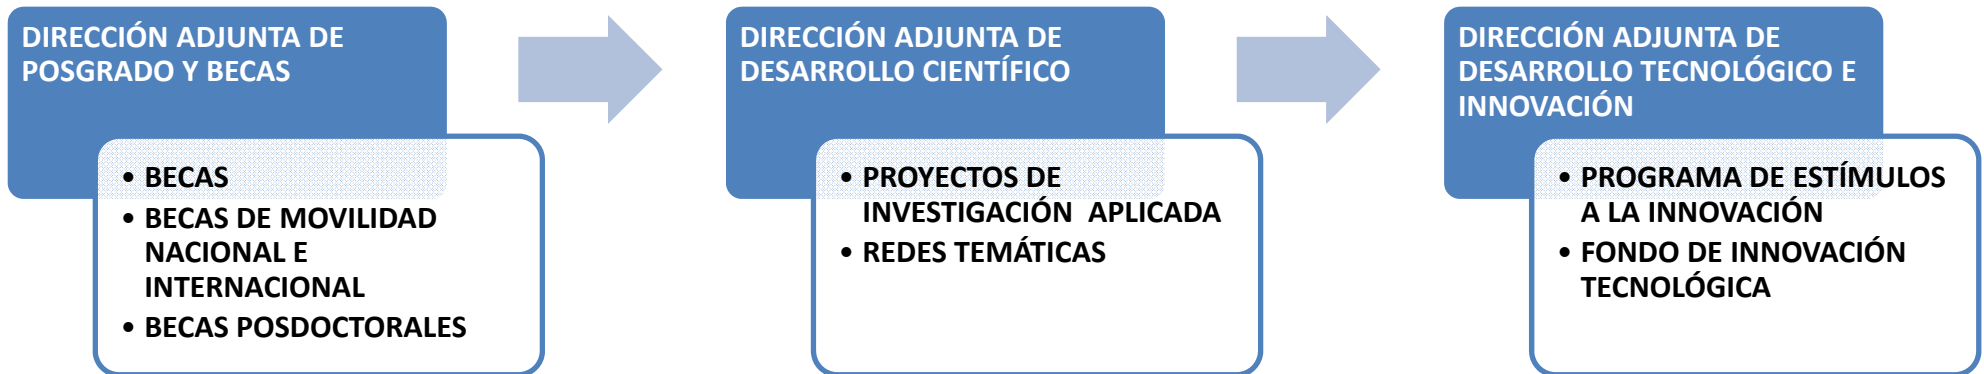 DIRECCIÓN ADJUNTA DE
POSGRADO Y BECAS
• BECAS
• BECAS DE MOVILIDAD
NACIONAL E
INTERNACIONAL
• BECAS POSDOCTORALES
DIRECCIÓN ADJUNTA DE
DESARROLLO CIENTÍFICO
• PROYECTOS DE
INVESTIGACIÓN APLICADA
• REDES TEMÁTICAS
DIRECCIÓN ADJUNTA DE
DESARROLLO TECNOLÓGICO E
INNOVACIÓN
• PROGRAMA DE ESTÍMULOS
A LA INNOVACIÓN
• FONDO DE INNOVACIÓN
TECNOLÓGICA